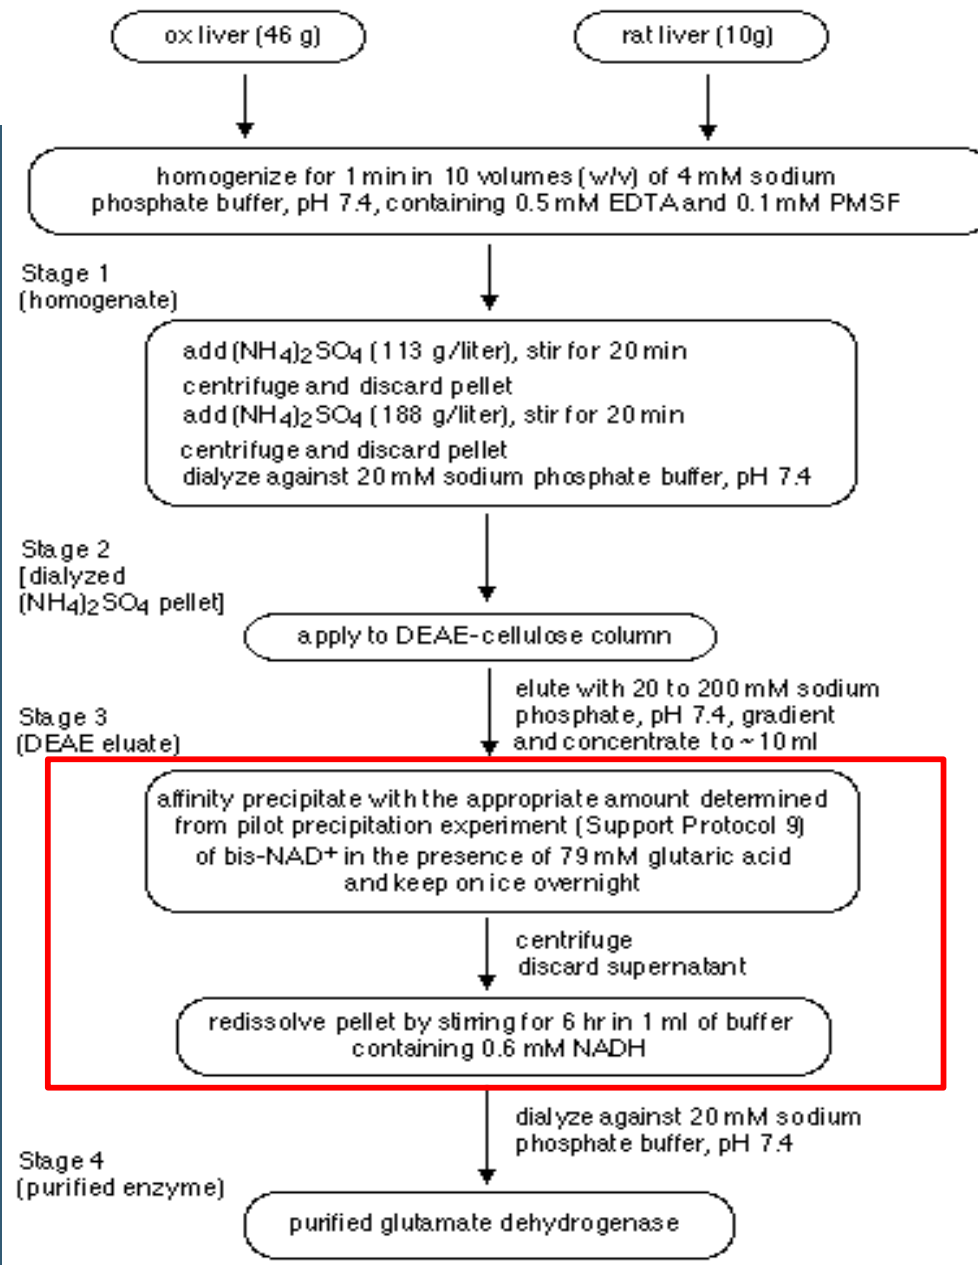 ox liver (46 g)
rat liver (10g)
homogenize for 1 min in 10 volumes (w/v) of 4 mM sodium
phosphate buffer, pH 7.4, containing 0.5 mM EDTA and 0.1 mM PMSF
Stage 1
(homogenate)
add (NH4)2SO4 (113 g/liter), stir for 20 min
centrifuge and discard pellet
add (NH4)2SO4 (188 g/liter), stir for 20 min
centrifuge and discard pellet
dialyze against 20 mM sodium phosphate buffer, pH 7.4
Stage 2
[dialyzed
(NH4)2SO4 pellet]
apply to DEAE-cellulose column
elute with 20 to 200 mM sodium
phosphate, pH 7.4, gradient
and concentrate to ~ 10 ml
Stage 3
(DEAE eluate)
affinity precipitate with the appropriate amount determined
from pilot precipitation experiment (Support Protocol 9)
of bis-NAD+ in the presence of 79 mM glutaric acid
and keep on ice overnight
centrifuge
discard supernatant
redissolve pellet by stirring for 6 hr in 1 ml of buffer
containing 0.6 mM NADH
dialyze against 20 mM sodium
phosphate buffer, pH 7.4
Stage 4
(purified enzyme)
purified glutamate dehydrogenase